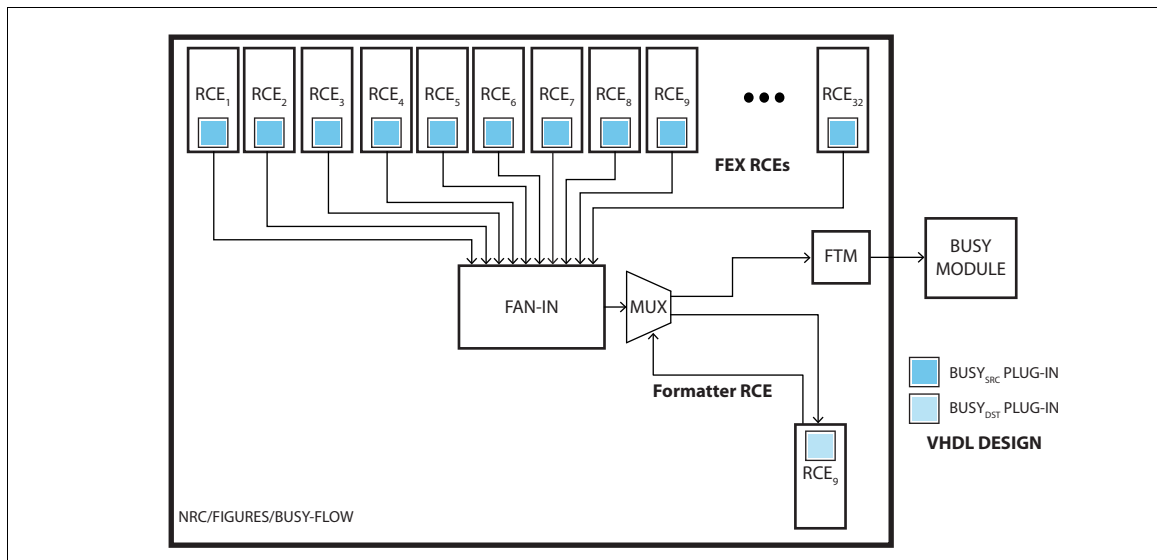 RCE1 RCE2 RCE3 RCE4 RCE5 RCE6 RCE7 RCE8 RCE9 RCE32
FEX RCEs
FTM
BUSY
MODULE
FAN-IN
MUX
Formatter RCE
BUSYSRC PLUG-IN
BUSYDST PLUG-IN
VHDL DESIGN
RCE9
NRC/FIGURES/BUSY-FLOW